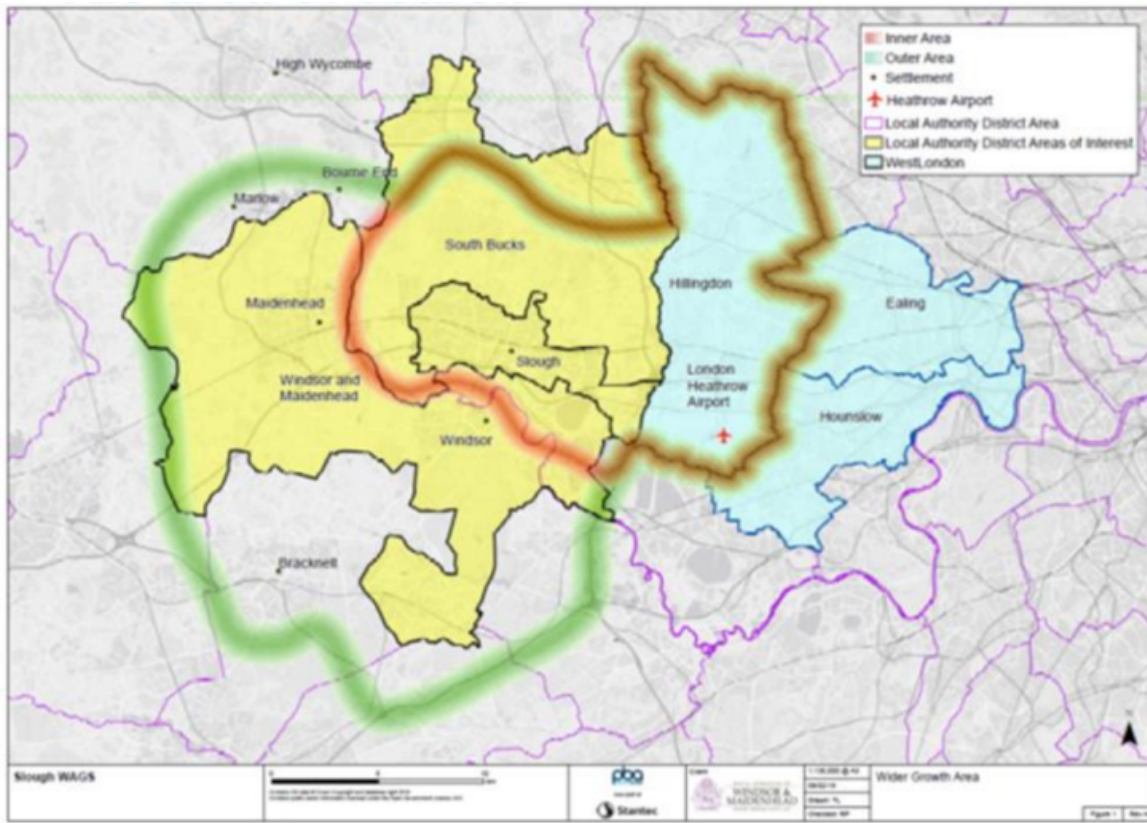 High Wycombe
Bourne End
Marlow
South Bucks
Maidenhead
Slough
Windsor and
Maidenhead
Windsor
Bracknell
Hillingdon
Ealing
London
Heathrow
Airport
Hounslow
Inner Area
Outer Area
Settlement
Heathrow Airport
Local Authority District Area
Local Authority District Areas of Interest
WestLondon
Slough WAGS
pba
Stantec
WINDSOR &
MAIDENHEAD
Wider Growth Area
Figure 1